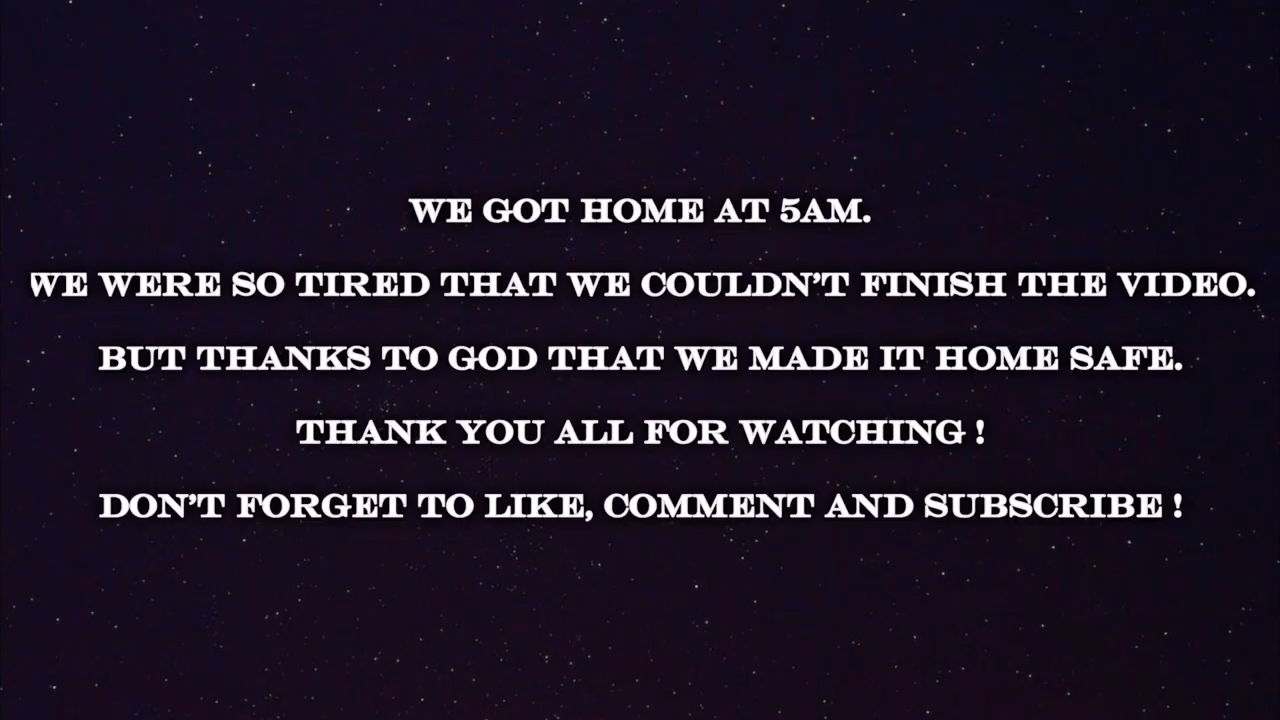 WE GOT HOME AT 5AM.
WE WERE SO TIRED THAT WE COULDN'T FINISH THE VIDEO.
BUT THANKS TO GOD THAT WE MADE IT HOME SAFE.
THANK YOU ALL FOR WATCHING !
DON'T FORGET TO LIKE, COMMENT AND SUBSCRIBE !